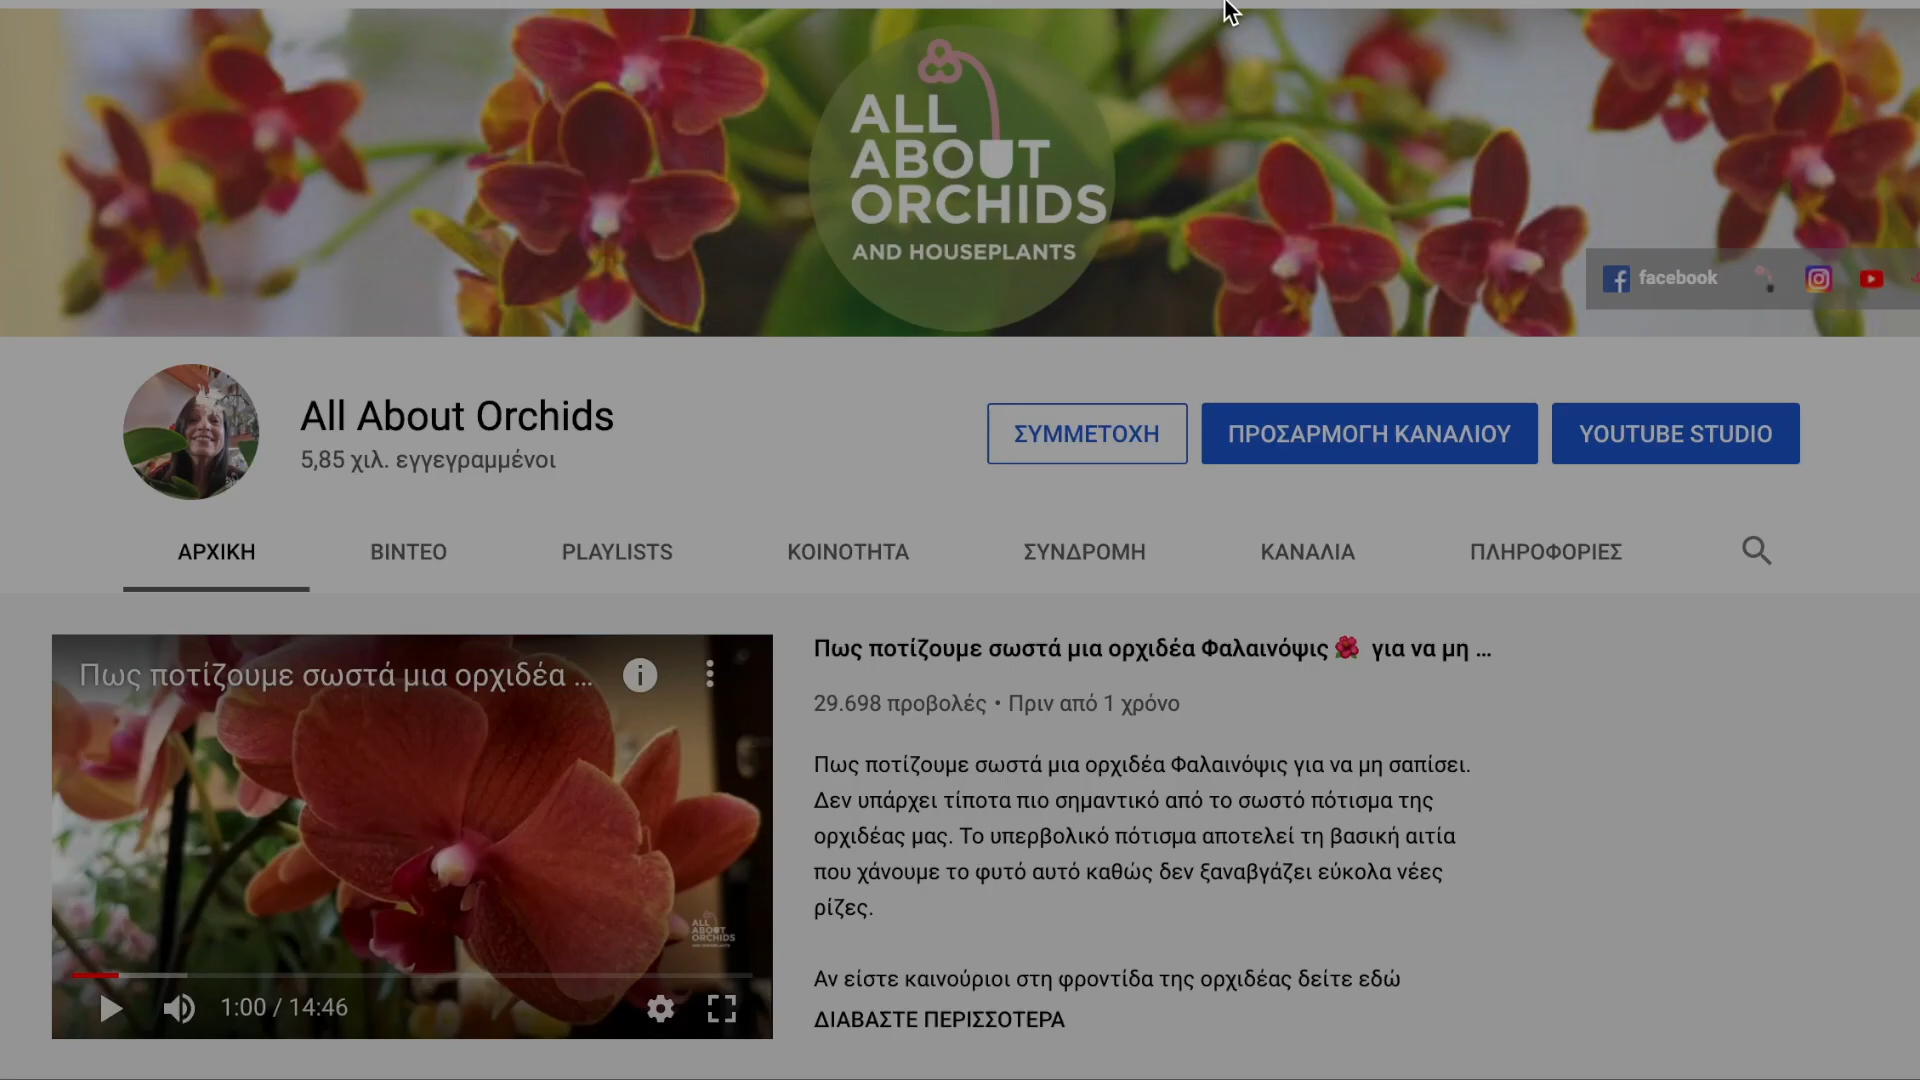 ALL
ABOUT
ORCHIDS
AND HOUSEPLANTS
facebook
All About Orchids
5,85 χιλ. εγγεγραμμένοι
ΣΥΜΜΕΤΟΧΗ
ΠΡΟΣΑΡΜΟΓΗ ΚΑΝΑΛΙΟΥ
YOUTUBE STUDIO
ΑΡΧΙΚΗ
ΒΙΝΤΕΟ
PLAYLISTS
ΚΟΙΝΟΤΗΤΑ
ΣΥΝΔΡΟΜΗ
ΚΑΝΑΛΙΑ
ΠΛΗΡΟΦΟΡΙΕΣ
Πως ποτίζουμε σωστά μια ορχιδέα ...
ALL
ABOUT
ORCHIDS
AND HOUSEPLANTS
1:00 / 14:46
Πως ποτίζουμε σωστά μια ορχιδέα Φαλαινόψις🌺 για να μη ...
29.698 προβολές • Πριν από 1 χρόνο
Πως ποτίζουμε σωστά μια ορχιδέα Φαλαινόψις για να μη σαπίσει.
Δεν υπάρχει τίποτα πιο σημαντικό από το σωστό πότισμα της
ορχιδέας μας. Το υπερβολικό πότισμα αποτελεί τη βασική αιτία
που χάνουμε το φυτό αυτό καθώς δεν ξαναβγάζει εύκολα νέες
ρίζες.
Αν είστε καινούριοι στη φροντίδα της ορχιδέας δείτε εδώ
ΔΙΑΒΑΣΤΕ ΠΕΡΙΣΣΟΤΕΡΑ